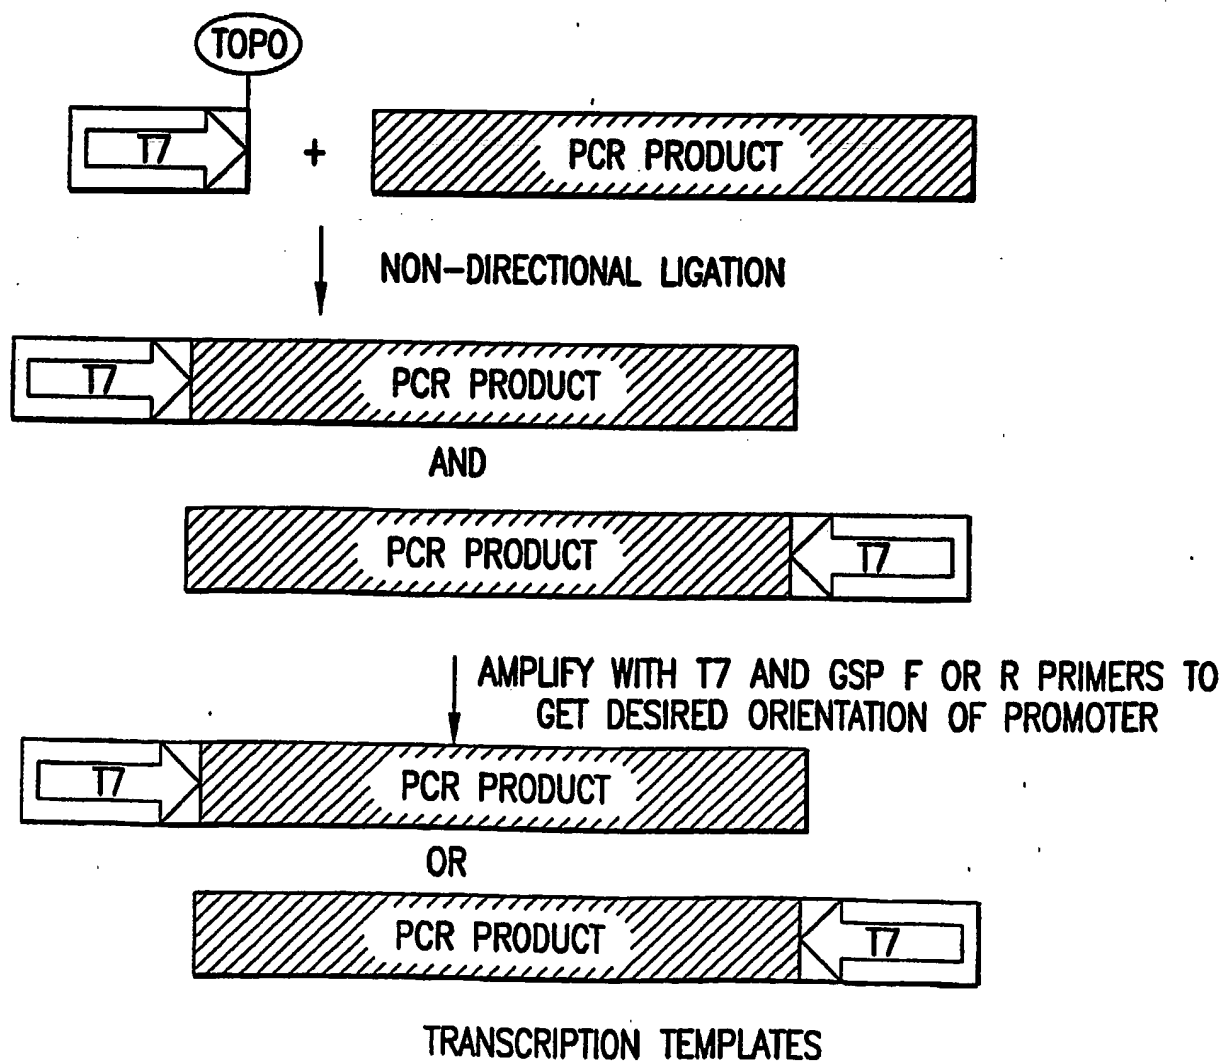 TOPO
T7 + PCR PRODUCT
NON-DIRECTIONAL LIGATION
T7 PCR PRODUCT
AND
PCR PRODUCT T7
AMPLIFY WITH T7 AND GSP F OR R PRIMERS TO
GET DESIRED ORIENTATION OF PROMOTER
T7 PCR PRODUCT
OR
PCR PRODUCT T7
TRANSCRIPTION TEMPLATES